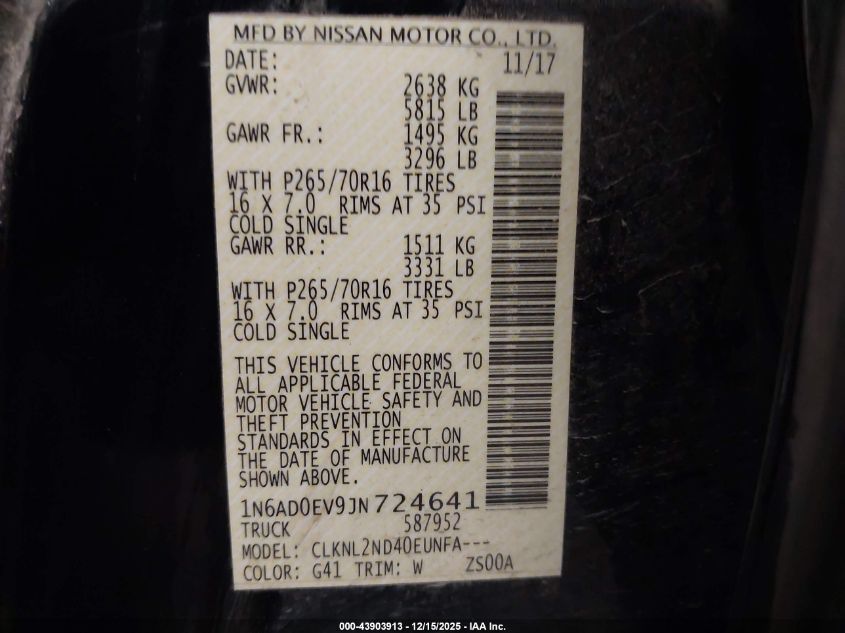 MFD BY NISSAN MOTOR CO., LTD.
DATE: 11/17
GVWR: 2638 KG
5815 LB
GAWR FR.: 1495 KG
3296 LB
WITH P265/70R16 TIRES
16 X 7.0 RIMS AT 35 PSI
COLD SINGLE
GAWR RR.: 1511 KG
3331 LB
WITH P265/70R16 TIRES
16 X 7.0 RIMS AT 35 PSI
COLD SINGLE
THIS VEHICLE CONFORMS TO
ALL APPLICABLE FEDERAL
MOTOR VEHICLE SAFETY AND
THEFT PREVENTION
STANDARDS IN EFFECT ON
THE DATE OF MANUFACTURE
SHOWN ABOVE.
1N6AD0EV9JN724641
TRUCK 587952
MODEL: CLKNL2ND40EUNFA---
COLOR: G41 TRIM: W ZS00A
000-43903913 - 12/15/2025 - IAA Inc.